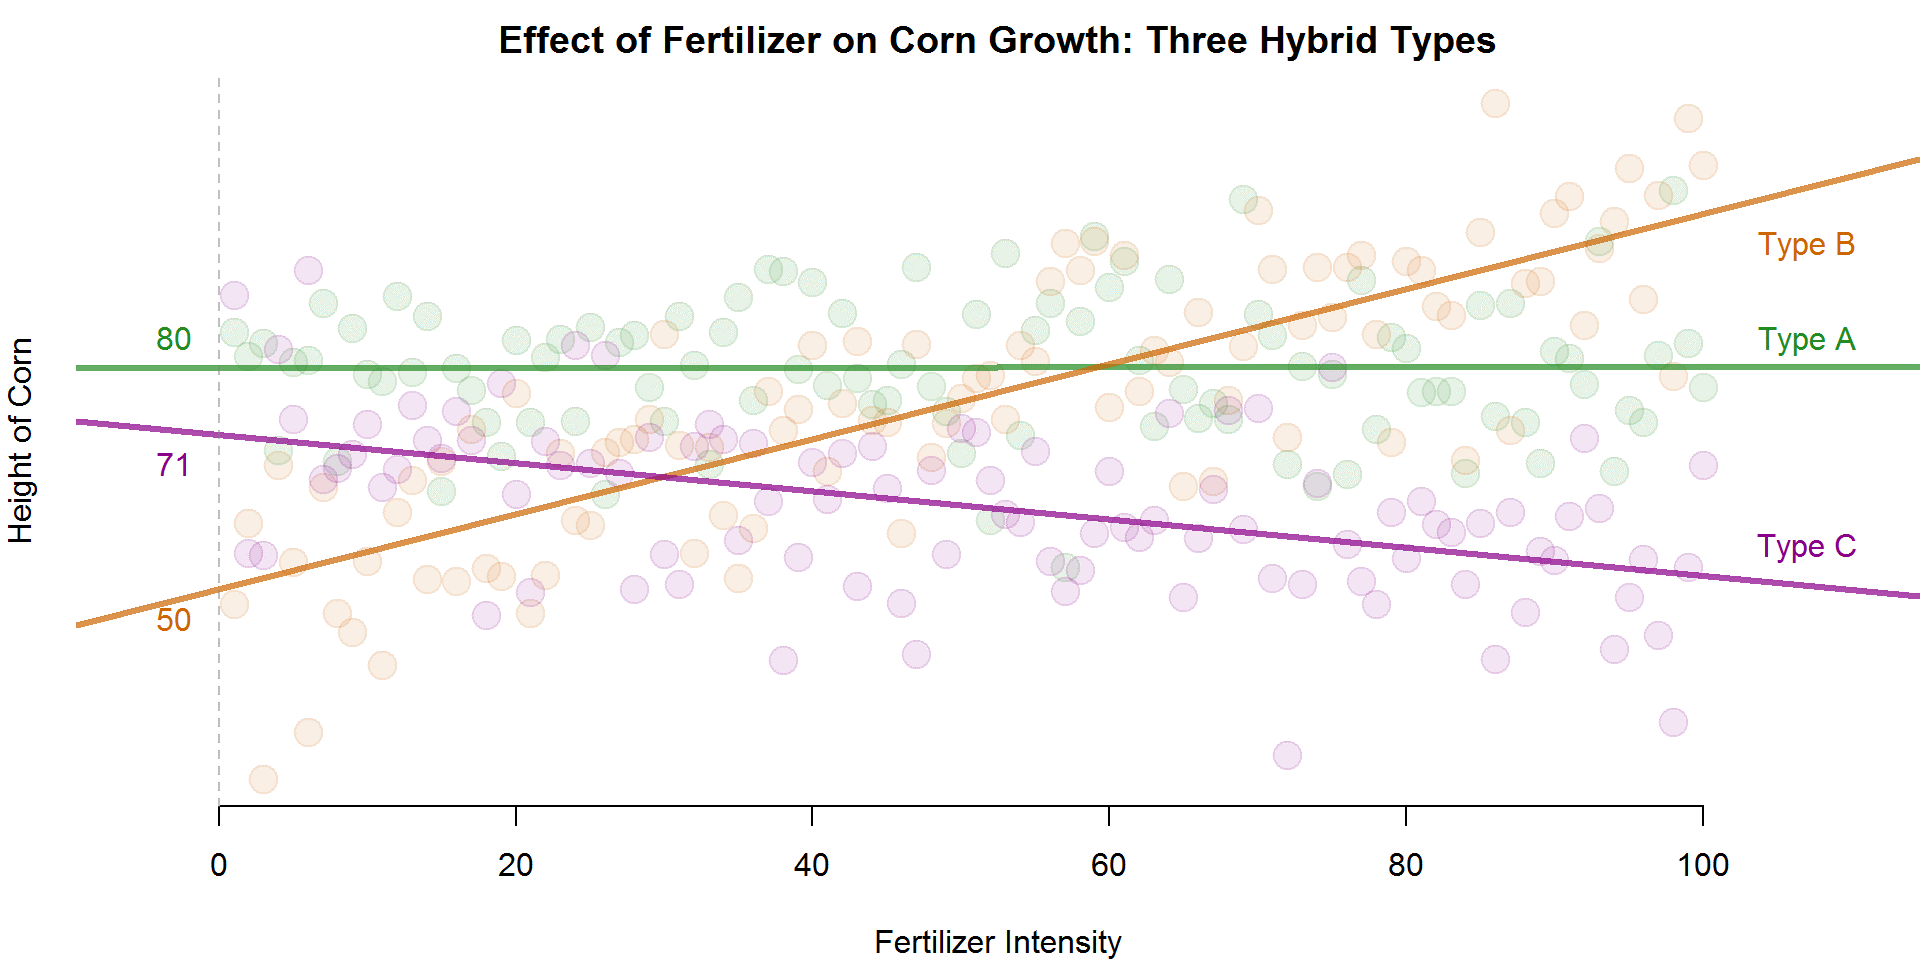 Effect of Fertilizer on Corn Growth: Three Hybrid Types
Height of Corn
80
71
50
Type B
Type A
Type C
0 20 40 60 80 100
Fertilizer Intensity